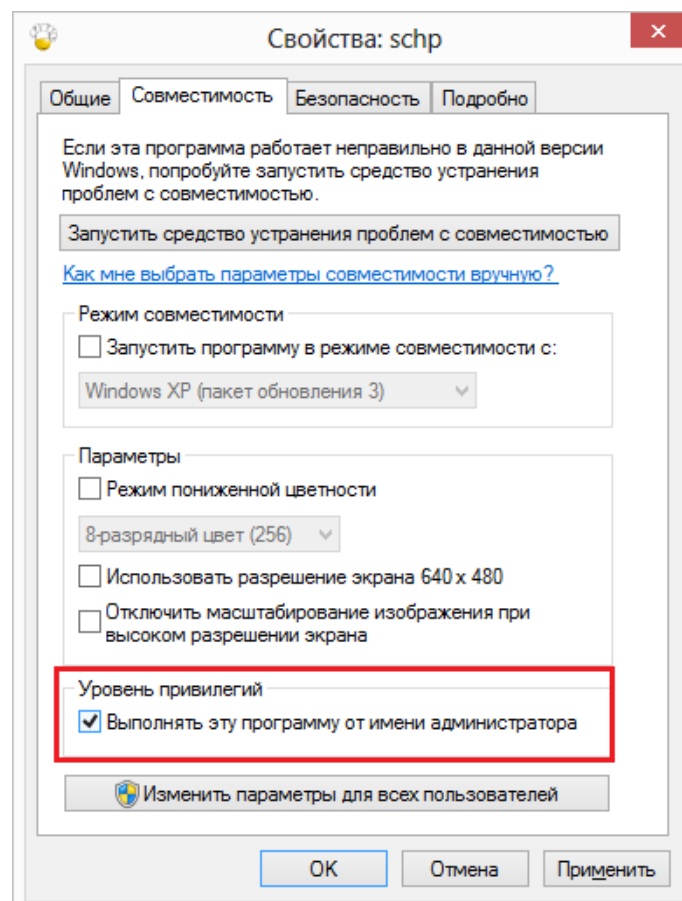 Свойства: schp
Общие
Совместимость
Безопасность
Подробно
Если эта программа работает неправильно в данной версии
Windows, попробуйте запустить средство устранения
проблем с совместимостью.
Запустить средство устранения проблем с совместимостью
Как мне выбрать параметры совместимости вручную?
Режим совместимости
Запустить программу в режиме совместимости с:
Windows XP (пакет обновления 3)
Параметры
Режим пониженной цветности
8-разрядный цвет (256)
Использовать разрешение экрана 640 x 480
Отключить масштабирование изображения при
высоком разрешении экрана
Уровень привилегий
Выполнять эту программу от имени администратора
Изменить параметры для всех пользователей
OK
Отмена
Применить